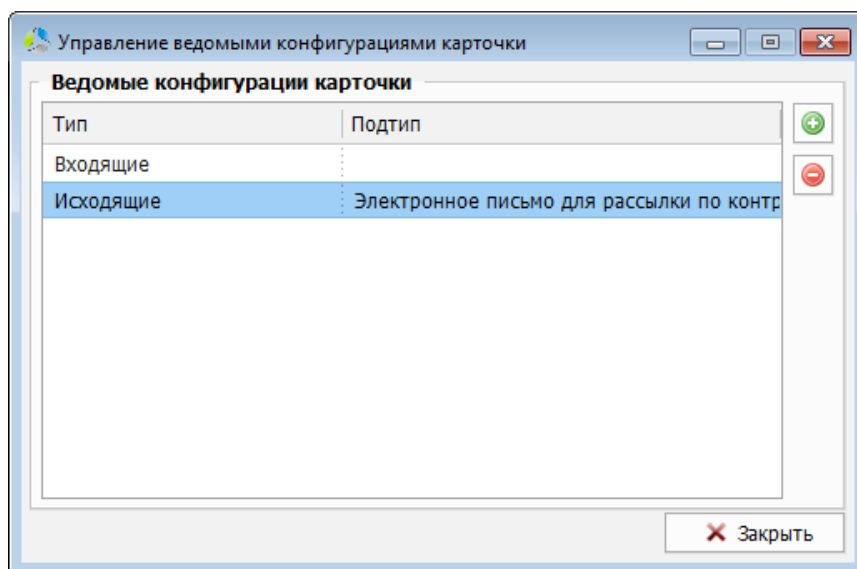 Управление ведомыми конфигурациями карточки
Ведомые конфигурации карточки
Тип Подтип
Входящие
Исходящие Электронное письмо для рассылки по контр
Закрыть